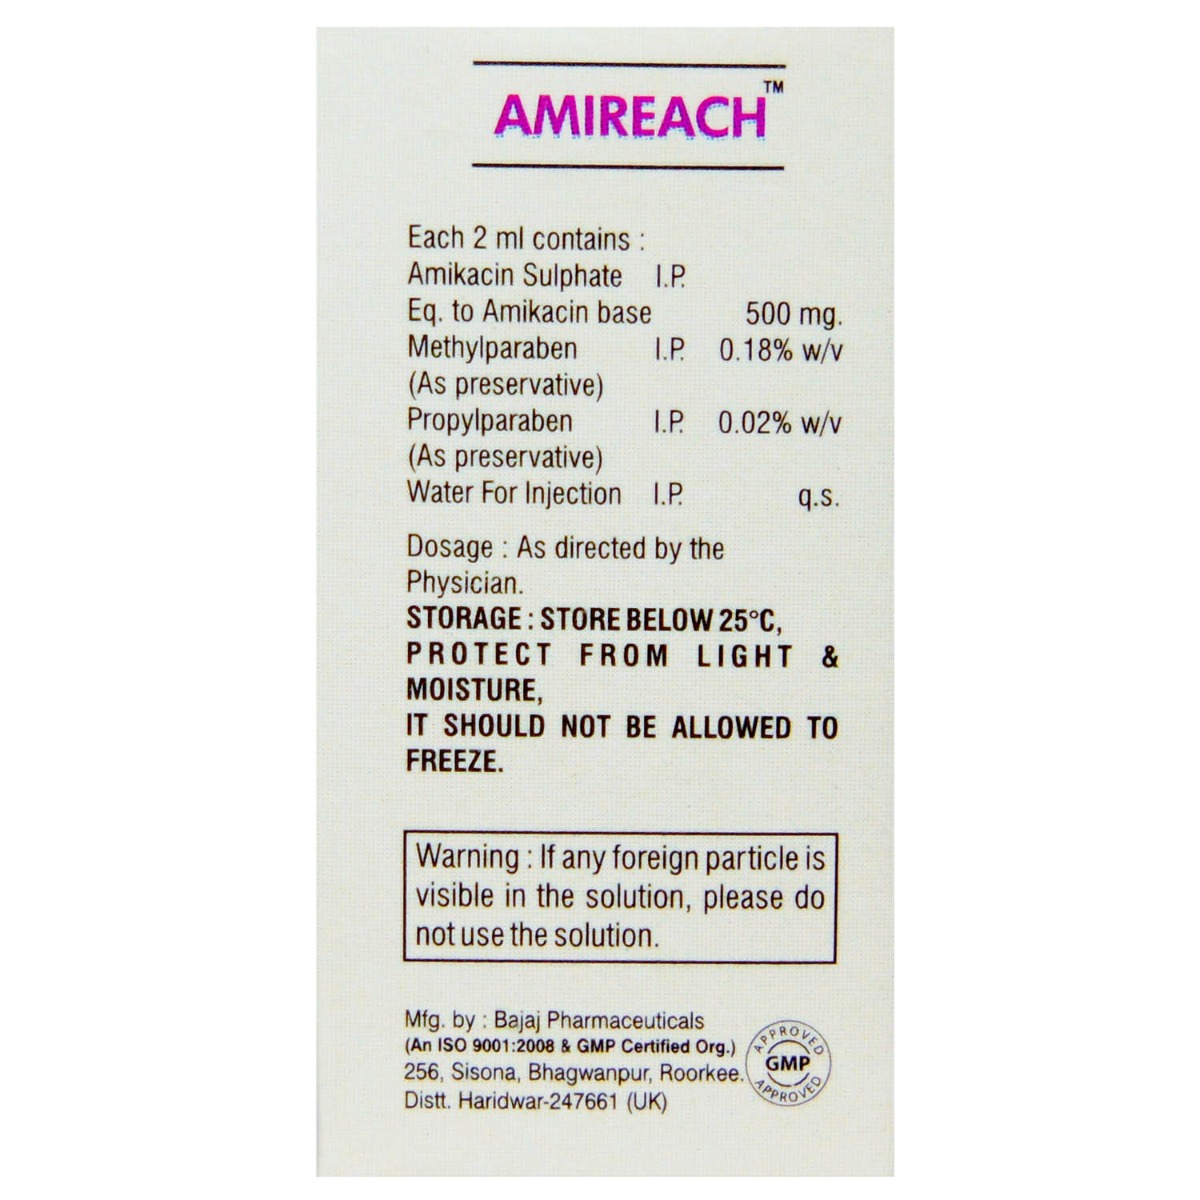 AMIREACH™
Each 2 ml contains :
Amikacin Sulphate I.P.
Eq. to Amikacin base 500 mg.
Methylparaben I.P. 0.18% w/v
(As preservative)
Propylparaben I.P. 0.02% w/v
(As preservative)
Water For Injection I.P. q.s.
Dosage : As directed by the
Physician.
STORAGE : STORE BELOW 25°C,
PROTECT FROM LIGHT &
MOISTURE,
IT SHOULD NOT BE ALLOWED TO
FREEZE.
Warning : If any foreign particle is
visible in the solution, please do
not use the solution.
Mfg. by : Bajaj Pharmaceuticals
(An ISO 9001:2008 & GMP Certified Org.)
256, Sisona, Bhagwanpur, Roorkee.
Distt. Haridwar-247661 (UK)
APPROVED
GMP
APPROVED